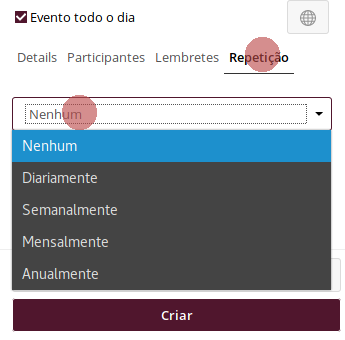 Evento todo o dia
Details Participantes Lembretes Repetição
Nenhum
Nenhum
Diariamente
Semanalmente
Mensalmente
Anualmente
Criar